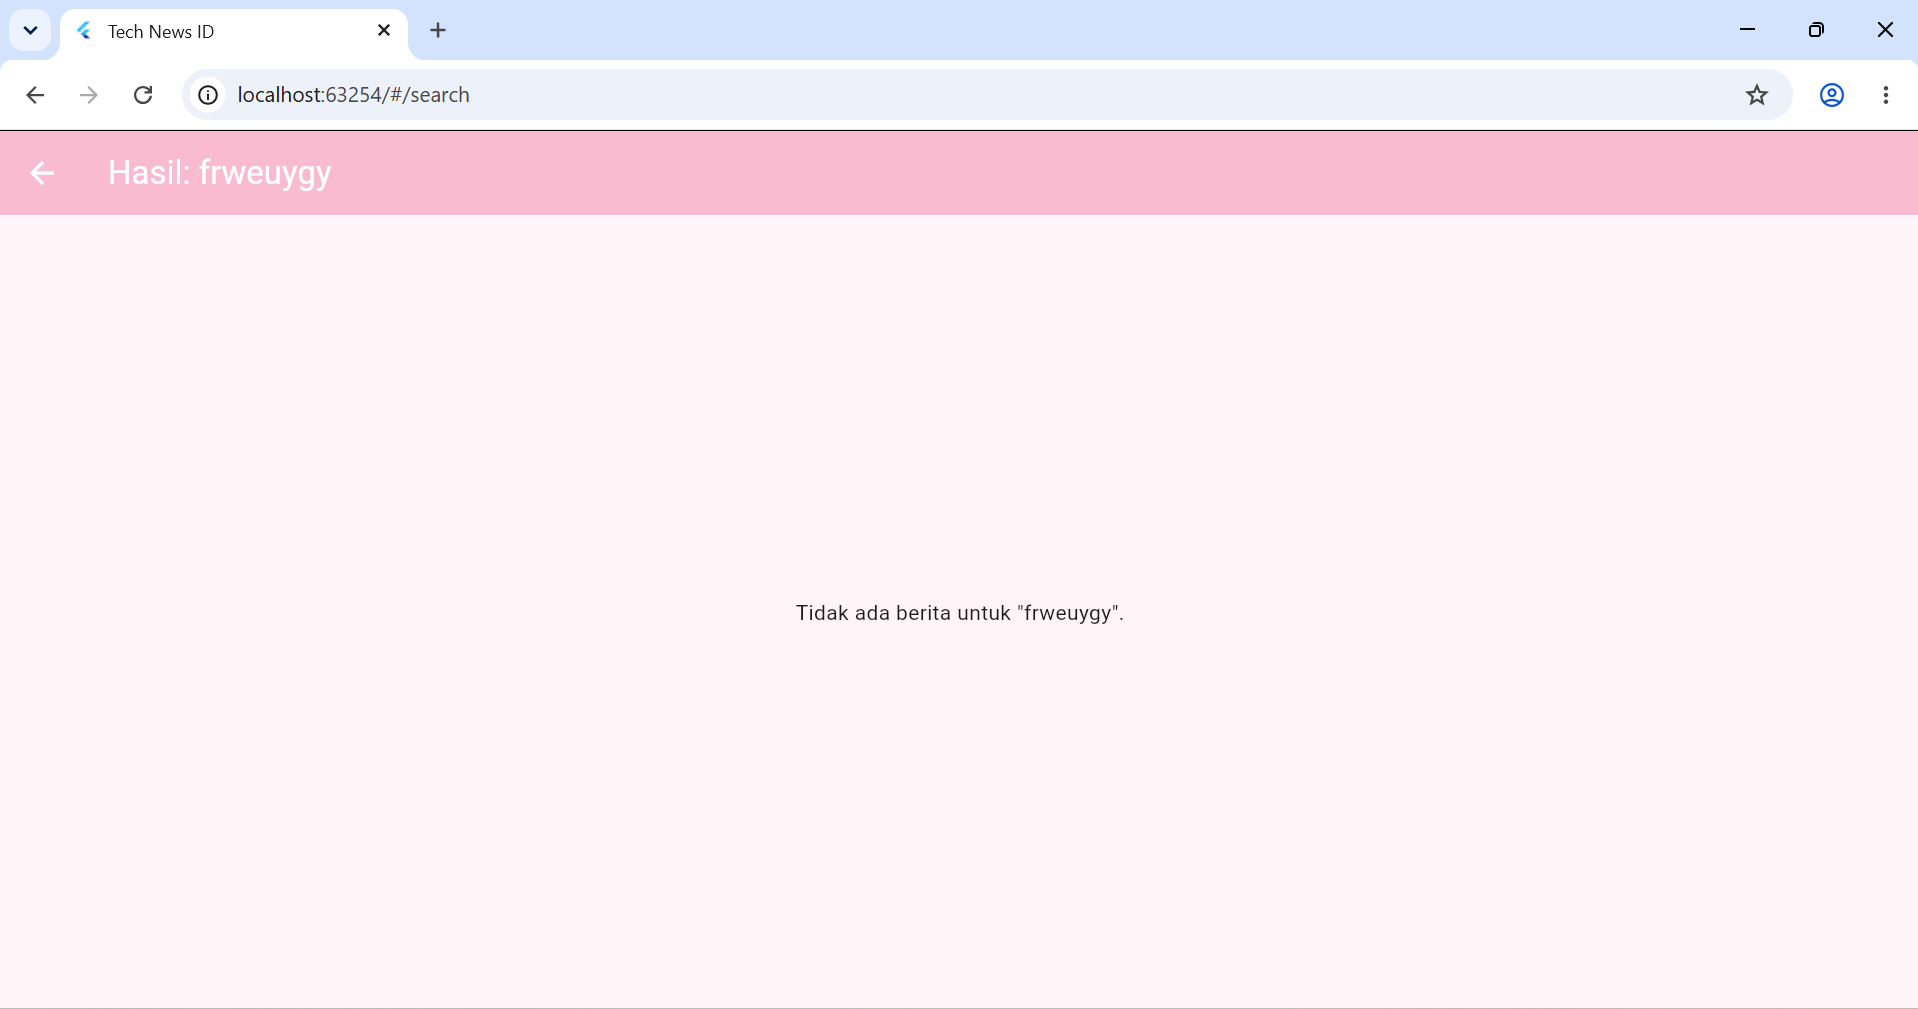 Tech News ID
localhost:63254/#/search
Hasil: frweuygy
Tidak ada berita untuk "frweuygy".